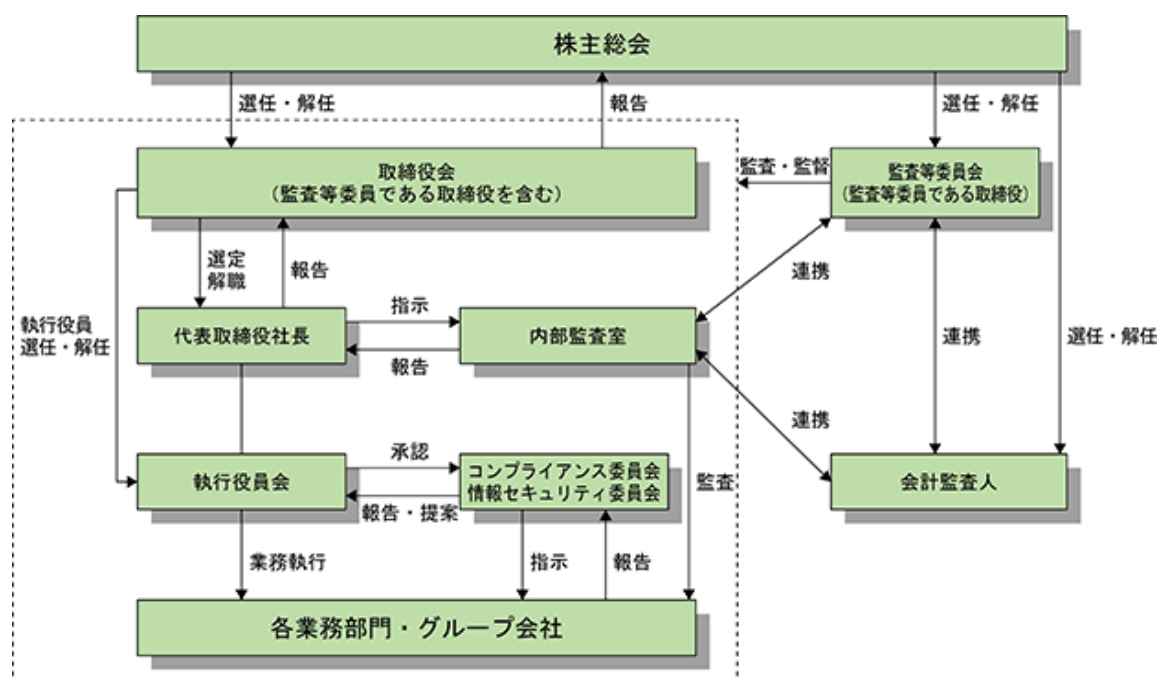 株主総会
選任・解任
報告
選任・解任
取締役会
(監査等委員である取締役を含む)
監査・監督
監査等委員会
(監査等委員である取締役)
選定
解職
報告
連携
執行役員
選任・解任
代表取締役社長
指示
報告
内部監査室
連携
選任・解任
連携
執行役員会
承認
報告・提案
コンプライアンス委員会
情報セキュリティ委員会
監査
会計監査人
業務執行
指示
報告
各業務部門・グループ会社